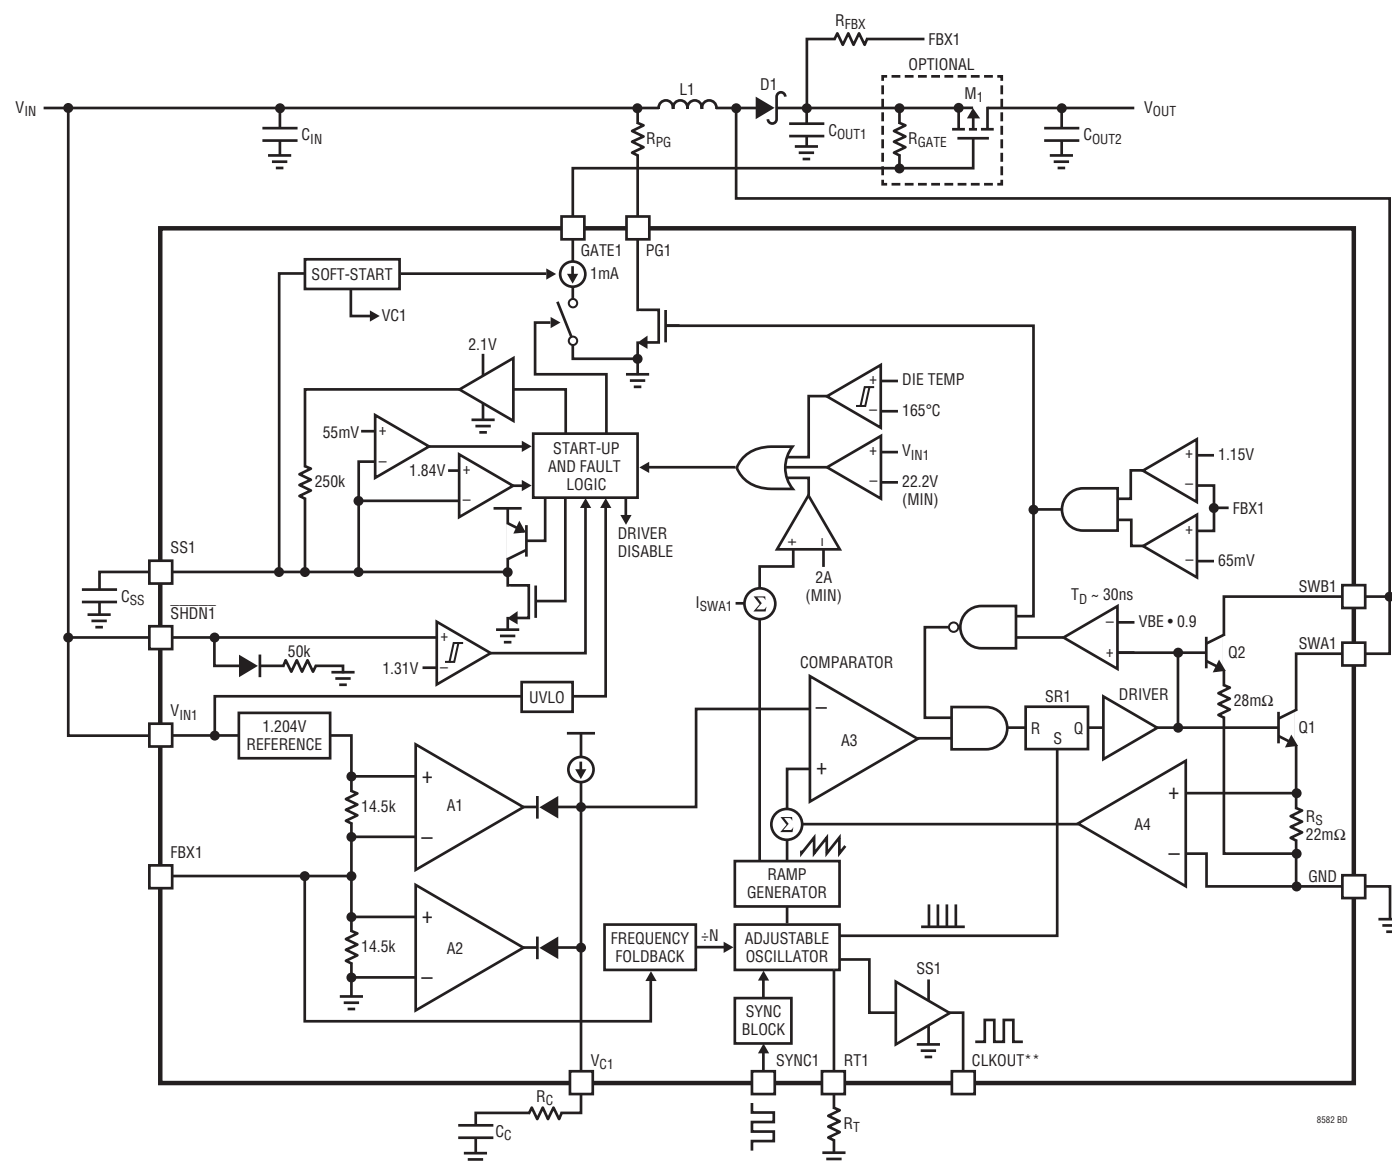 R_FBX
FBX1
OPTIONAL
V_IN
L1
D1
M_1
V_OUT
C_IN
R_PG
C_OUT1
R_GATE
C_OUT2
GATE1
PG1
SOFT-START
1mA
VC1
2.1V
DIE TEMP
165°C
55mV
START-UP
AND FAULT
LOGIC
1.84V
250k
V_IN1
22.2V
(MIN)
1.15V
FBX1
65mV
DRIVER
DISABLE
SS1
C_SS
2A
(MIN)
I_SWA1
Σ
SHDN1
50k
1.31V
T_D ~ 30ns
VBE • 0.9
SWB1
Q2
SWA1
COMPARATOR
UVLO
V_IN1
1.204V
REFERENCE
A3
SR1
R
S
Q
DRIVER
28mΩ
Q1
14.5k
A1
Σ
A4
R_S
22mΩ
FBX1
RAMP
GENERATOR
GND
14.5k
A2
FREQUENCY
FOLDBACK
÷N
ADJUSTABLE
OSCILLATOR
SS1
SYNC
BLOCK
V_C1
SYNC1
RT1
CLKOUT**
R_C
C_C
R_T
8582 BD